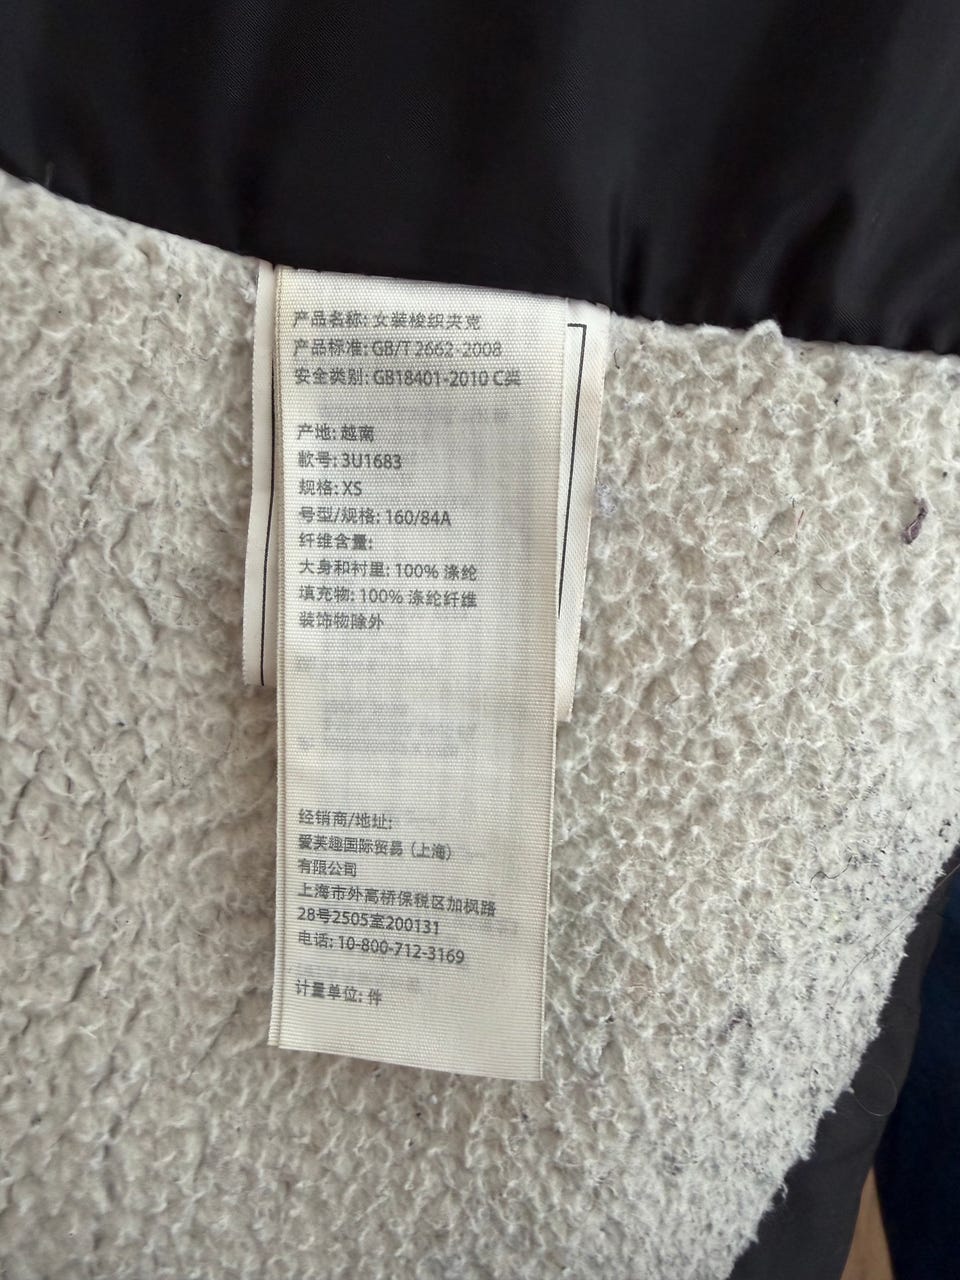 产品名称: 女装梭织夹克
产品标准: GB/T 2662-2008
安全类别: GB18401-2010 C类
产地: 越南
款号: 3U1683
规格: XS
号型/规格: 160/84A
纤维含量:
大身和衬里: 100% 涤纶
填充物: 100% 涤纶纤维
装饰物除外
经销商/地址:
爱芙趣国际贸易 (上海)
有限公司
上海市外高桥保税区加枫路
28号2505室200131
电话: 10-800-712-3169
计量单位: 件